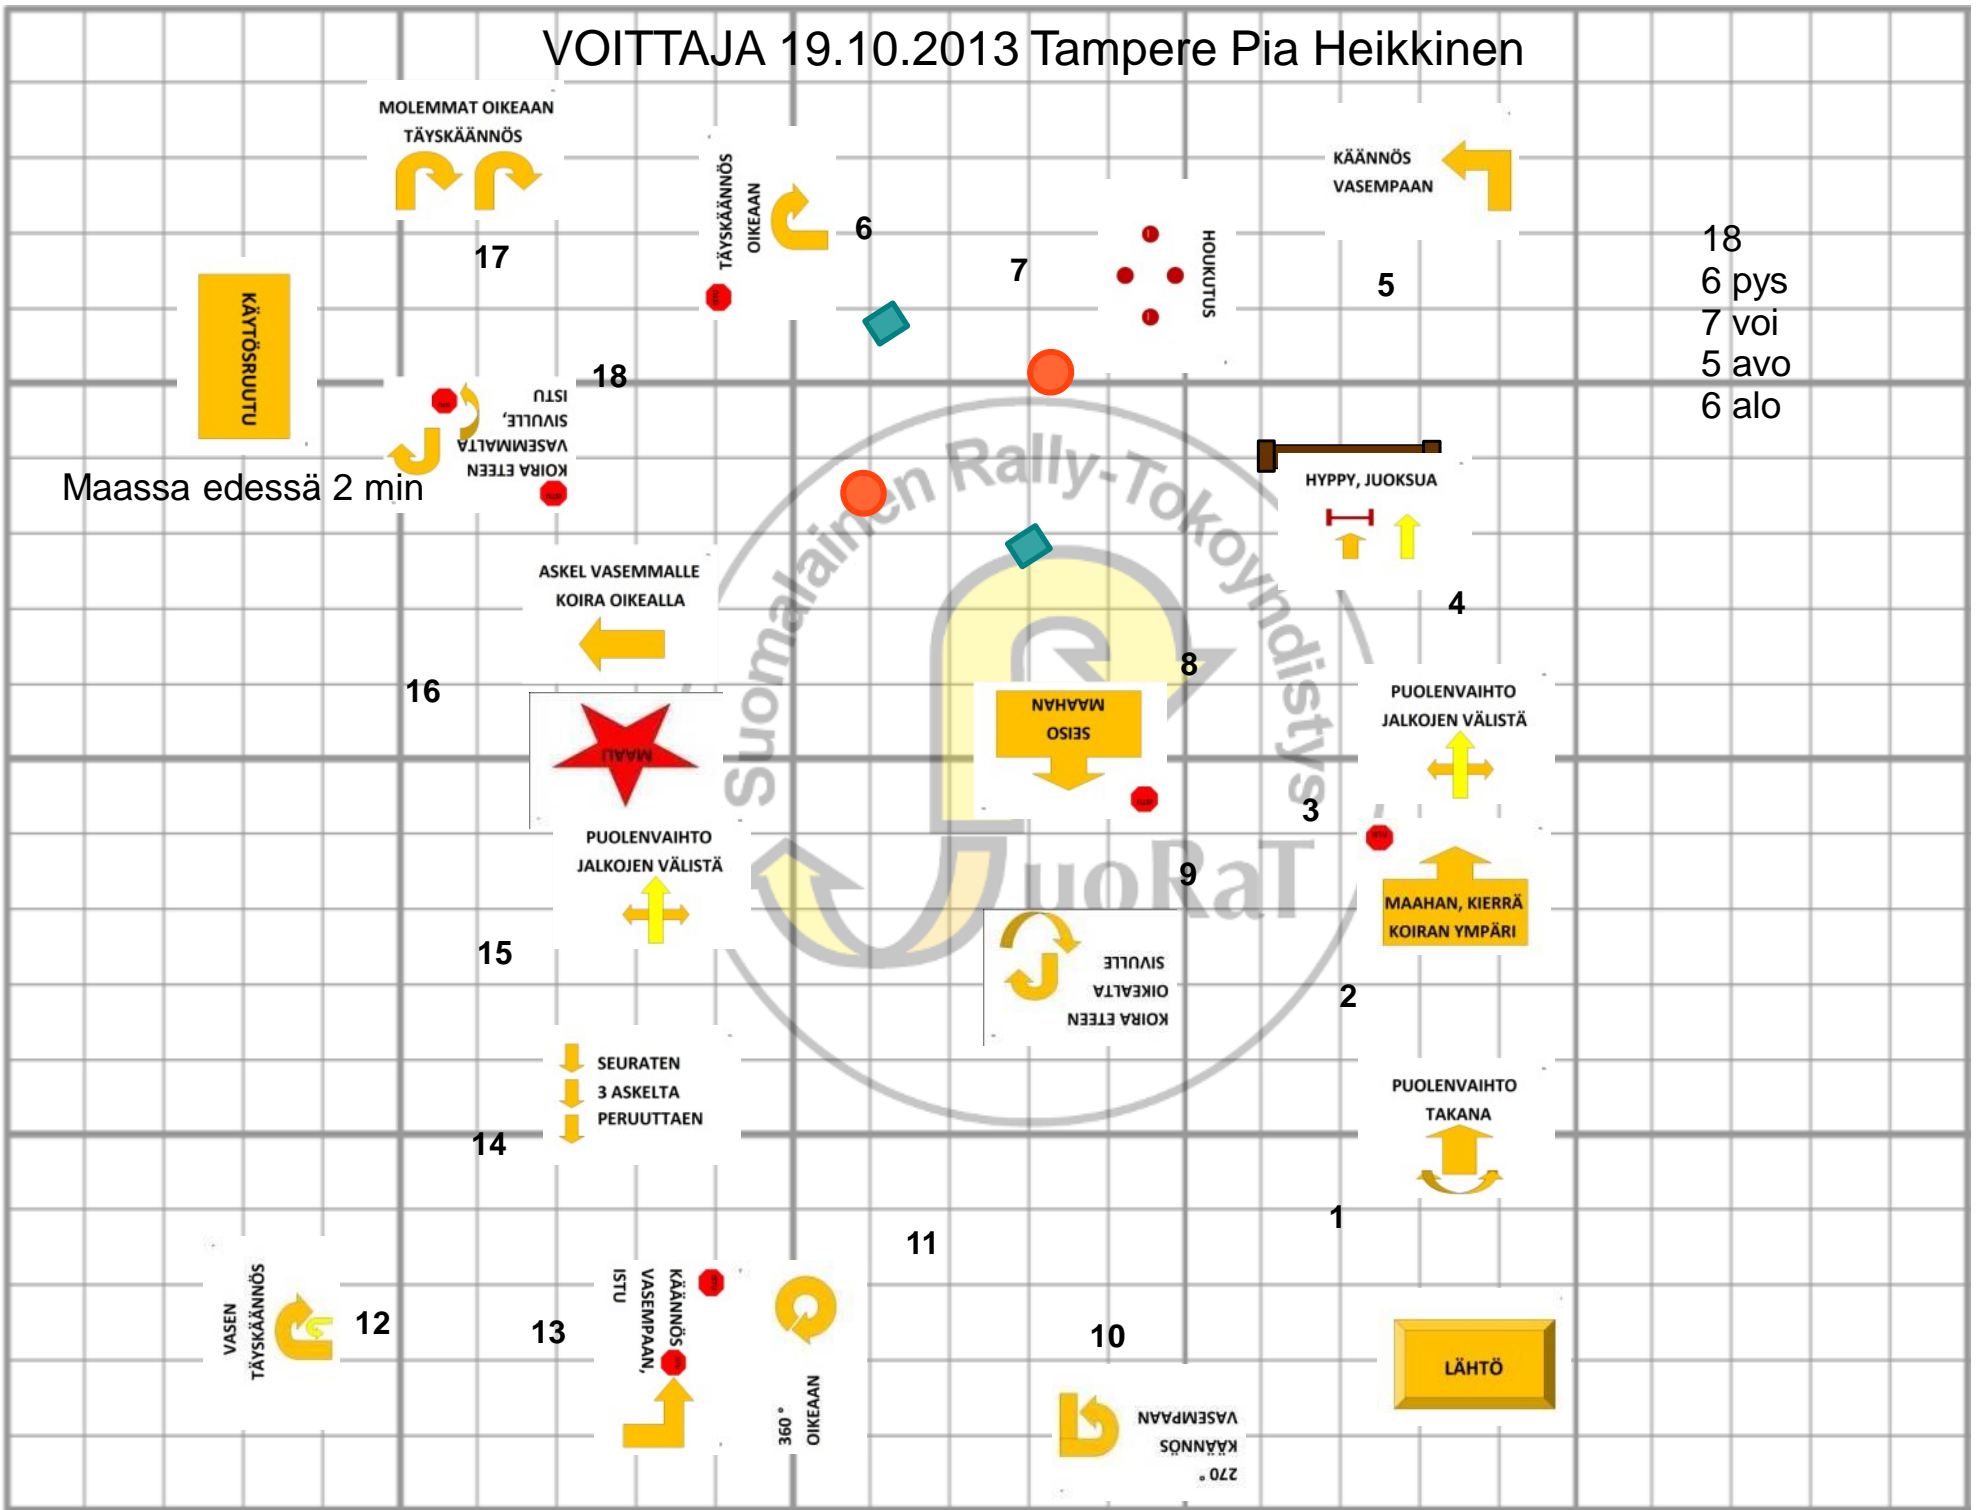 VOITTAJA 19.10.2013 Tampere Pia Heikkinen
MOLEMMAT OIKEAAN
TÄYSKÄÄNNÖS
17
TÄYSKÄÄNNÖS
OIKEAAN
6
7
HOUKUTUS
KÄÄNNÖS
VASEMPAAN
5
18
6 pys
7 voi
5 avo
6 alo
KÄYTÖSRUUTU
Maassa edessä 2 min
18
KOIRA ETEEN
VASEMMALTA
SIVULLE,
ISTU
HYPPY, JUOKSUA
4
ASKEL VASEMMALLE
KOIRA OIKEALLA
16
MAALI
8
MAAHAN
SEISO
PUOLENVAIHTO
JALKOJEN VÄLISTÄ
3
PUOLENVAIHTO
JALKOJEN VÄLISTÄ
15
9
MAAHAN, KIERRÄ
KOIRAN YMPÄRI
2
KOIRA ETEEN
OIKEALTA
SIVULLE
SEURATEN
3 ASKELTA
PERUUTTAEN
14
PUOLENVAIHTO
TAKANA
1
11
VASEN
TÄYSKÄÄNNÖS
12
13
KÄÄNNÖS
VASEMPAAN,
ISTU
360 °
OIKEAAN
10
270 °
KÄÄNNÖS
VASEMPAAN
LÄHTÖ
Suomalainen Rally-Tokoyhdistys
SuoRaT